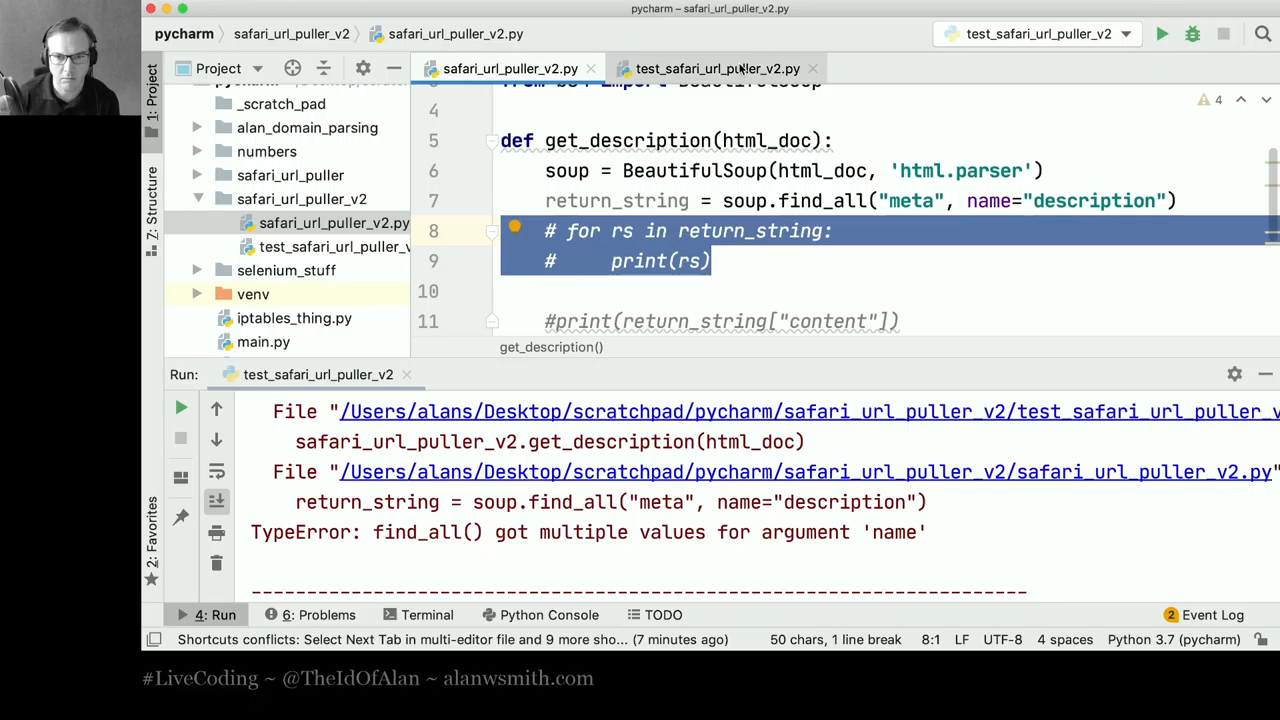 pycharm – safari_url_puller_v2.py
pycharm safari_url_puller_v2 safari_url_puller_v2.py test_safari_url_puller_v2
1: Project
Project
safari_url_puller_v2.py test_safari_url_puller_v2.py
_scratch_pad
alan_domain_parsing
numbers
safari_url_puller
safari_url_puller_v2
safari_url_puller_v2.py
test_safari_url_puller_v
selenium_stuff
venv
iptables_thing.py
main.py
4
4
5 def get_description(html_doc):
6 soup = BeautifulSoup(html_doc, 'html.parser')
7 return_string = soup.find_all("meta", name="description")
8 # for rs in return_string:
9 # print(rs)
10
11 #print(return_string["content"])
get_description()
7: Structure
2: Favorites
Run: test_safari_url_puller_v2
File "/Users/alans/Desktop/scratchpad/pycharm/safari_url_puller_v2/test_safari_url_puller_v
safari_url_puller_v2.get_description(html_doc)
File "/Users/alans/Desktop/scratchpad/pycharm/safari_url_puller_v2/safari_url_puller_v2.py"
return_string = soup.find_all("meta", name="description")
TypeError: find_all() got multiple values for argument 'name'
----------------------------------------------------------------------
4: Run 6: Problems Terminal Python Console TODO 2 Event Log
Shortcuts conflicts: Select Next Tab in multi-editor file and 9 more sho... (7 minutes ago) 50 chars, 1 line break 8:1 LF UTF-8 4 spaces Python 3.7 (pycharm)
#LiveCoding ~ @TheIdOfAlan ~ alanwsmith.com